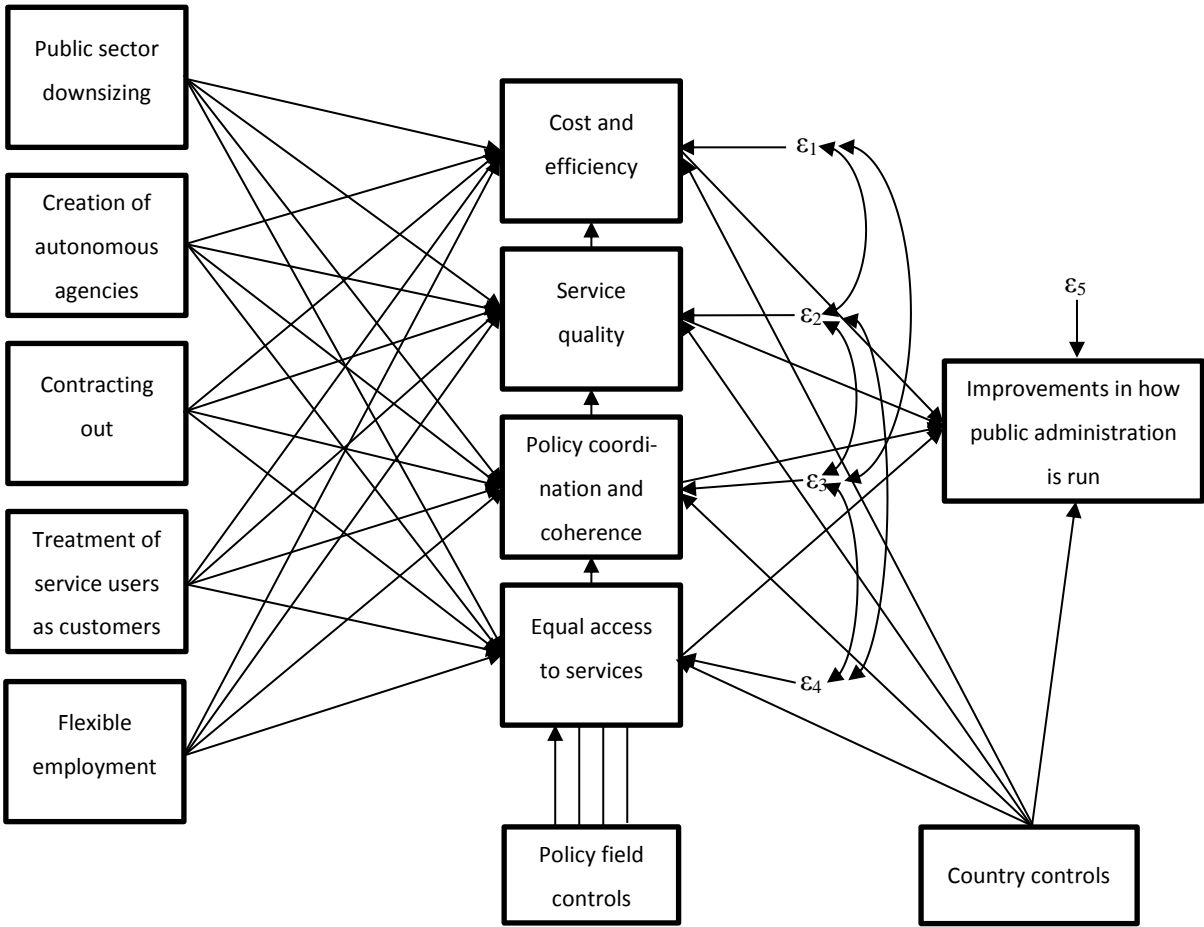 Public sector
downsizing
Creation of
autonomous
agencies
Contracting
out
Treatment of
service users
as customers
Flexible
employment
Cost and
efficiency
Service
quality
Policy coordi-
nation and
coherence
Equal access
to services
Policy field
controls
ε1
ε2
ε3
ε4
ε5
Improvements in how
public administration
is run
Country controls